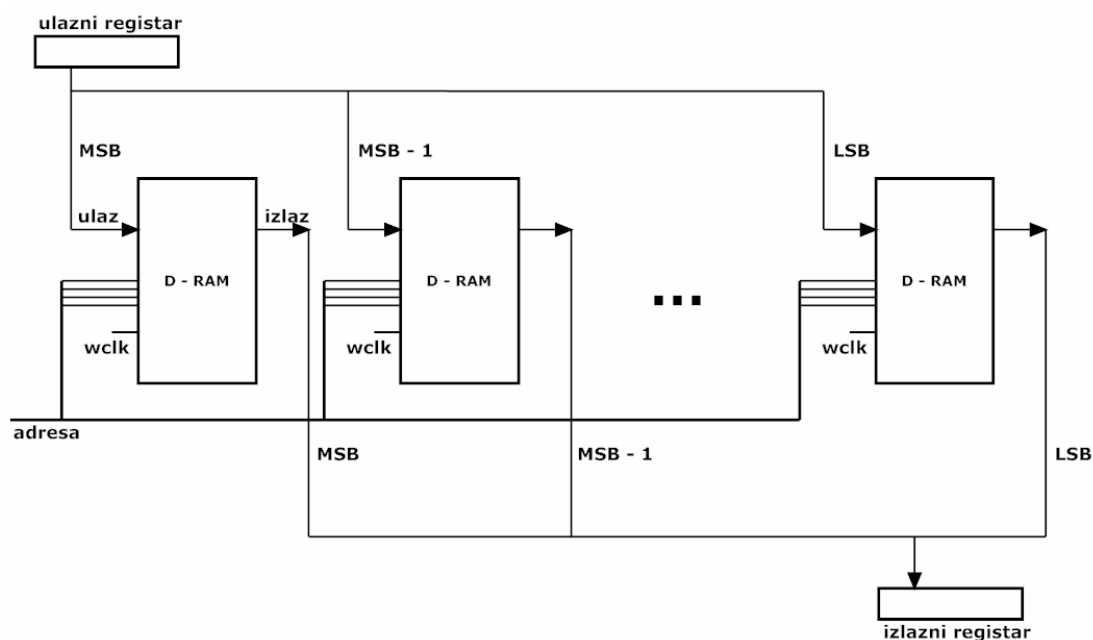 ulazni registar
MSB
MSB - 1
LSB
ulaz
izlaz
D - RAM
D - RAM
D - RAM
...
wclk
wclk
wclk
adresa
MSB
MSB - 1
LSB
izlazni registar